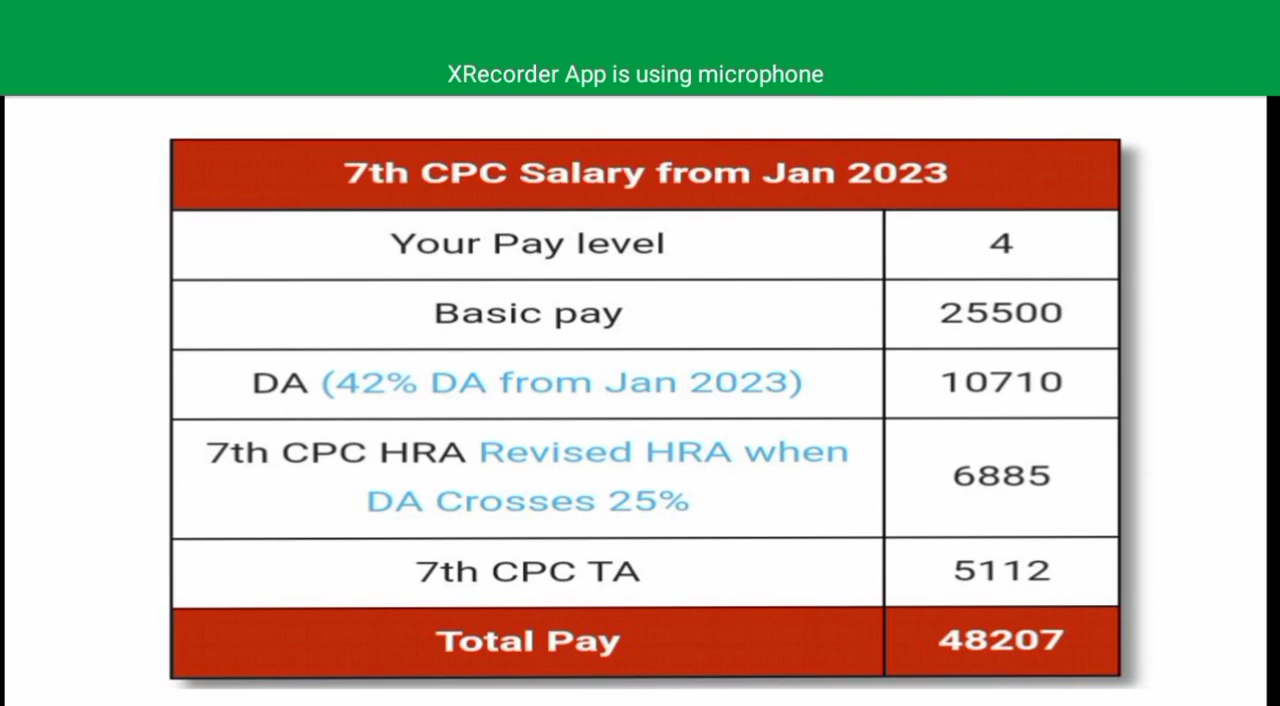 XRecorder App is using microphone
7th CPC Salary from Jan 2023
Your Pay level 4
Basic pay 25500
DA (42% DA from Jan 2023) 10710
7th CPC HRA Revised HRA when
DA Crosses 25% 6885
7th CPC TA 5112
Total Pay 48207